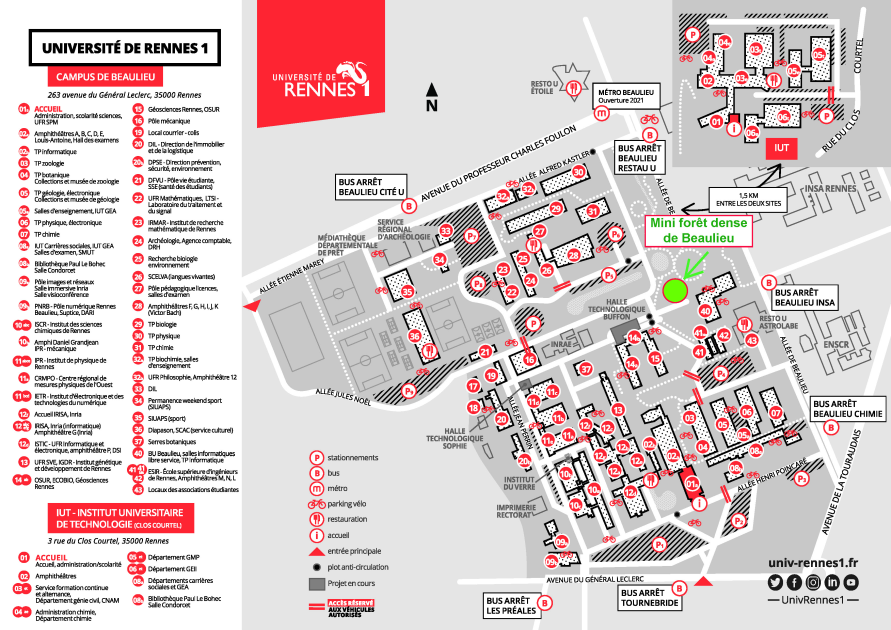 UNIVERSITÉ DE RENNES 1
CAMPUS DE BEAULIEU
263 avenue du Général Leclerc, 35000 Rennes
01 ACCUEIL
Administration, scolarité sciences,
UFR SPM
02 Amphithéâtres A, B, C, D, E,
Louis-Antoine, Hall des examens
02 TP informatique
03 TP zoologie
04 TP botanique
Collections et musée de zoologie
05 TP géologie, électronique
Collections et musée de géologie
05 Salles d'enseignement, IUT GEA
06 TP physique, électronique
07 TP chimie
08 IUT Carrières sociales, IUT GEA
Salles d'examen, SMUT
08 Bibliothèque Paul Le Bohec
Salle Condorcet
09 Pôle images et réseaux
Salle immersive Inria
Salle visioconférence
09 PNRB - Pôle numérique Rennes
Beaulieu, Suptice, DARI
10 ISCR - Institut des sciences
chimiques de Rennes
10 Amphi Daniel Grandjean
IPR - mécanique
11 IPR - Institut de physique de
Rennes
11 CRMPO - Centre régional de
mesures physiques de l'Ouest
11 IETR - Institut d'électronique et des
technologies du numérique
12 Accueil IRISA, Inria
12 IRISA, Inria (informatique)
Amphithéâtre G (Inria)
12 ISTIC - UFR Informatique et
électronique, amphithéâtre P, DSI
13 UFR SVE, IGDR - Institut génétique
et développement de Rennes
14 OSUR, ECOBIO, Géosciences
Rennes
15 Géosciences Rennes, OSUR
16 Pôle mécanique
19 Local courrier - colis
20 DIL - Direction de l'immobilier
et de la logistique
20 DPSE - Direction prévention,
sécurité, environnement
21 DFVU - Pôle vie étudiante,
SSE (santé des étudiants)
22 UFR Mathématiques, LTSI -
Laboratoire du traitement et
du signal
23 IRMAR - Institut de recherche
mathématique de Rennes
24 Archéologie, Agence comptable,
DRH
25 Recherche biologie
environnement
26 SCELVA (langues vivantes)
27 Pôle pédagogique licences,
salles d'examen
28 Amphithéâtres F, G, H, I, J, K
(Victor Bach)
29 TP biologie
30 TP physique
31 TP chimie
32 TP biochimie, salles
d'enseignement
32 UFR Philosophie, Amphithéâtre 12
33 DIL
34 Permanence weekend sport
(SIUAPS)
35 SIUAPS (sport)
36 Diapason, SCAC (service culturel)
37 Serres botaniques
40 BU Beaulieu, salles informatiques
libre service, TP informatique
41 ESIR - École supérieure d'ingénieurs
42 de Rennes, Amphithéâtres M, N, L
43 Locaux des associations étudiantes
IUT - INSTITUT UNIVERSITAIRE
DE TECHNOLOGIE (CLOS COURTEL)
3 rue du Clos Courtel, 35000 Rennes
01 ACCUEIL
Accueil, administration/scolarité
02 Amphithéâtres
03 Service formation continue
et alternance,
Département génie civil, CNAM
04 Administration chimie,
Département chimie
05 Département GMP
06 Département GEII
08 Départements carrières
sociales et GEA
08 Bibliothèque Paul Le Bohec
Salle Condorcet
UNIVERSITÉ DE
RENNES 1
N
RESTO U
ÉTOILE
MÉTRO BEAULIEU
Ouverture 2021
BUS ARRÊT
BEAULIEU
RESTAU U
BUS ARRÊT
BEAULIEU CITÉ U
AVENUE DU PROFESSEUR CHARLES FOULON
ALLÉE ALFRED KASTLER
COURTEL
RUE DU CLOS
IUT
1,5 KM
ENTRE LES DEUX SITES
INSA RENNES
Mini forêt dense
de Beaulieu
SERVICE
RÉGIONAL
D'ARCHÉOLOGIE
MÉDIATHÈQUE
DÉPARTEMENTALE
DE PRÊT
ALLÉE ÉTIENNE MAREY
HALLE
TECHNOLOGIQUE
BUFFON
INRAE
BUS ARRÊT
BEAULIEU INSA
RESTO U
ASTROLABE
ENSCR
ALLÉE DE BEAULIEU
BUS ARRÊT
BEAULIEU CHIMIE
ALLÉE JULES NOËL
ALLÉE JEAN PERRIN
HALLE
TECHNOLOGIQUE
SOPHIE
INSTITUT
DU VERRE
IMPRIMERIE
RECTORAT
ALLÉE HENRI POINCARÉ
AVENUE DE LA TOURAUDAIS
AVENUE DU GÉNÉRAL LECLERC
BUS ARRÊT
LES PRÉALES
BUS ARRÊT
TOURNEBRIDE
P stationnements
B bus
m métro
parking vélo
restauration
i accueil
entrée principale
plot anti-circulation
Projet en cours
ACCÈS RÉSERVÉ
AUX VÉHICULES
AUTORISÉS
univ-rennes1.fr
UnivRennes1